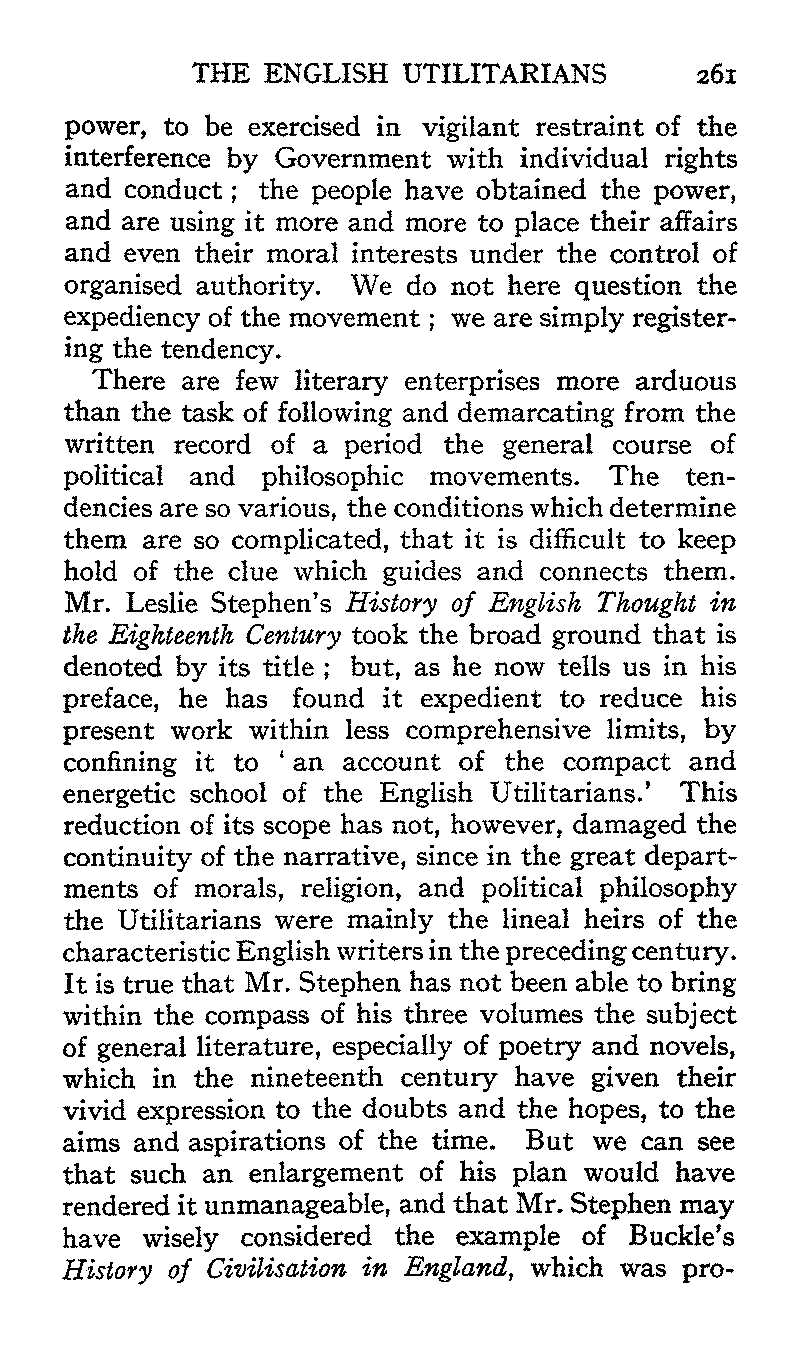 THE ENGLISH UTILITARIANS 261
power, to be exercised in vigilant restraint of the
interference by Government with individual rights
and conduct ; the people have obtained the power,
and are using it more and more to place their affairs
and even their moral interests under the control of
organised authority. We do not here question the
expediency of the movement ; we are simply register-
ing the tendency.
There are few literary enterprises more arduous
than the task of following and demarcating from the
written record of a period the general course of
political and philosophic movements. The ten-
dencies are so various, the conditions which determine
them are so complicated, that it is difficult to keep
hold of the clue which guides and connects them.
Mr. Leslie Stephen's History of English Thought in
the Eighteenth Century took the broad ground that is
denoted by its title ; but, as he now tells us in his
preface, he has found it expedient to reduce his
present work within less comprehensive limits, by
confining it to ‘ an account of the compact and
energetic school of the English Utilitarians.’ This
reduction of its scope has not, however, damaged the
continuity of the narrative, since in the great depart-
ments of morals, religion, and political philosophy
the Utilitarians were mainly the lineal heirs of the
characteristic English writers in the preceding century.
It is true that Mr. Stephen has not been able to bring
within the compass of his three volumes the subject
of general literature, especially of poetry and novels,
which in the nineteenth century have given their
vivid expression to the doubts and the hopes, to the
aims and aspirations of the time. But we can see
that such an enlargement of his plan would have
rendered it unmanageable, and that Mr. Stephen may
have wisely considered the example of Buckle's
History of Civilisation in England, which was pro-